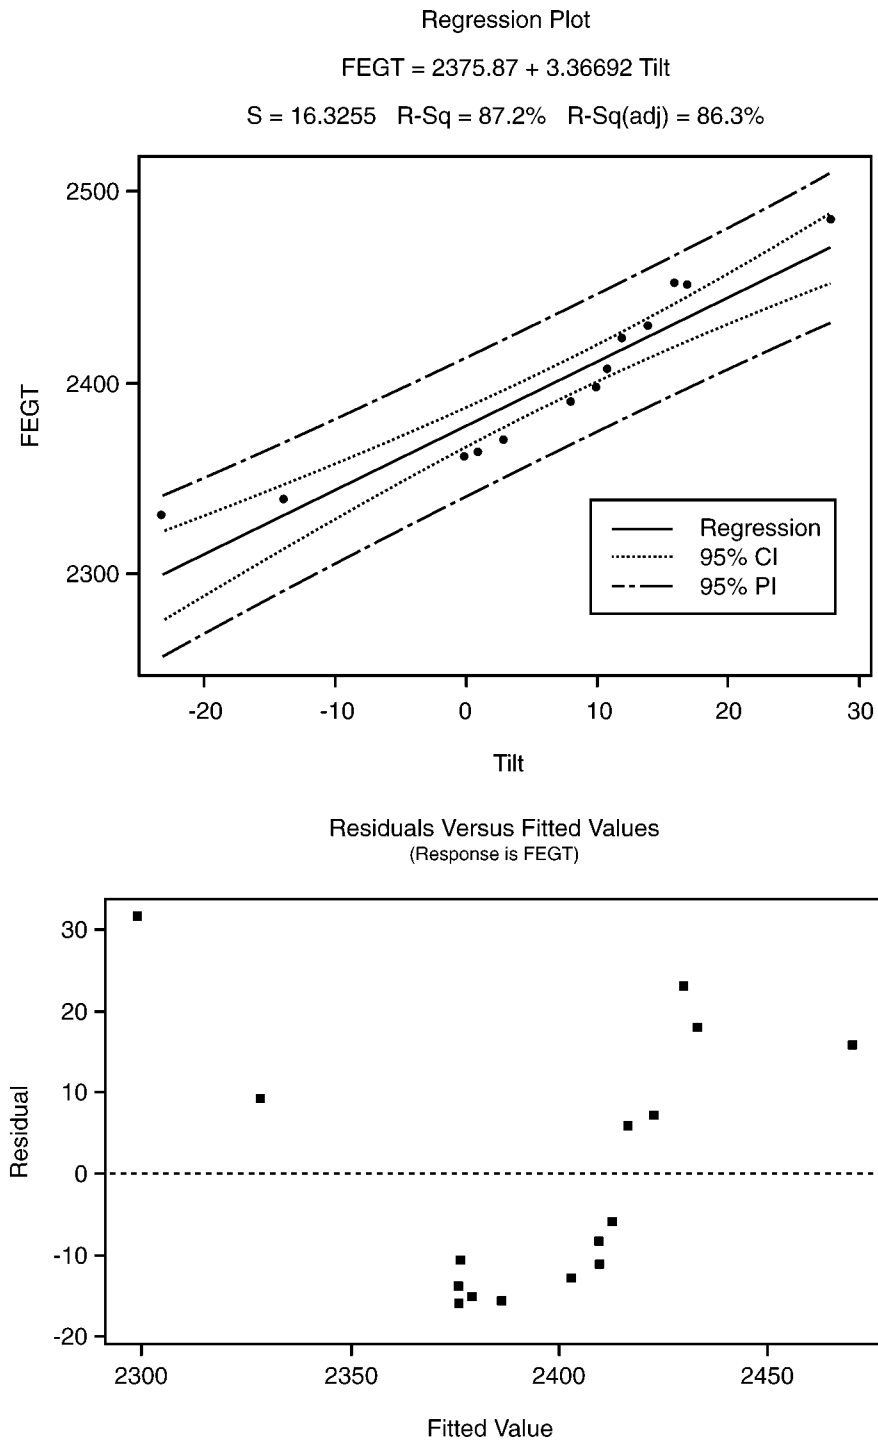 Regression Plot
FEGT = 2375.87 + 3.36692 Tilt
S = 16.3255 R-Sq = 87.2% R-Sq(adj) = 86.3%
2500
2400
2300
FEGT
Regression
95% CI
95% PI
-20 -10 0 10 20 30
Tilt
Residuals Versus Fitted Values
(Response is FEGT)
30
20
10
0
-10
-20
Residual
2300 2350 2400 2450
Fitted Value